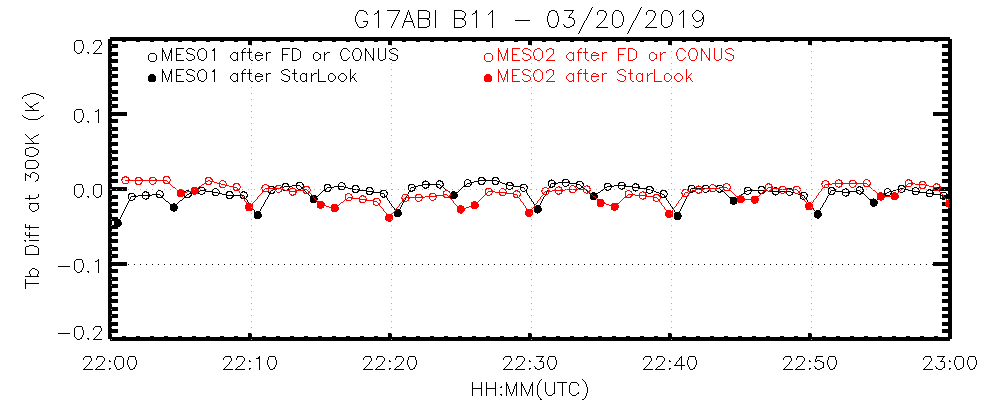 G17ABI B11 - 03/20/2019
MESO1 after FD or CONUS
MESO2 after FD or CONUS
MESO1 after StarLook
MESO2 after StarLook
Tb Diff at 300K (K)
0.2
0.1
0.0
-0.1
-0.2
22:00 22:10 22:20 22:30 22:40 22:50 23:00
HH:MM(UTC)